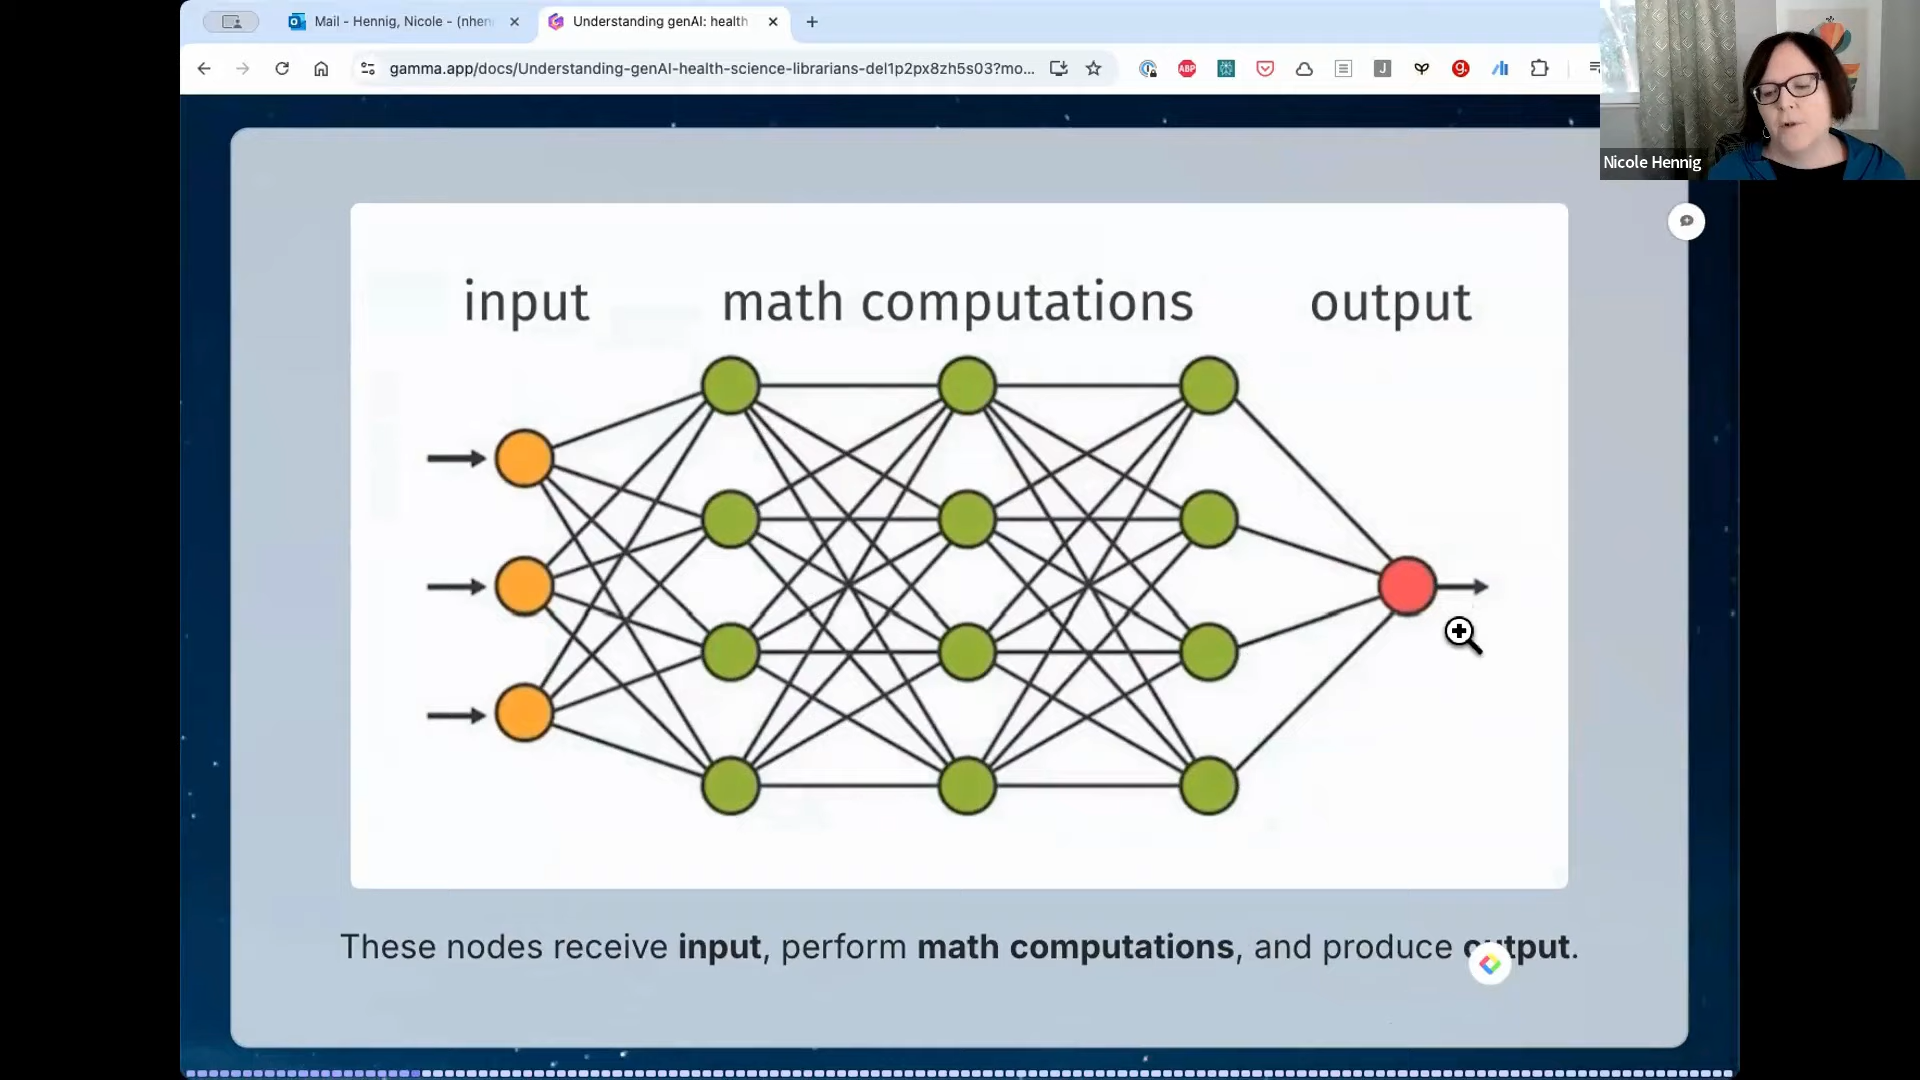 Mail - Hennig, Nicole - (nhen
Understanding genAI: health
gamma.app/docs/Understanding-genAI-health-science-librarians-del1p2px8zh5s03?mo...
ABP
J
g.
Nicole Hennig
input
math computations
output
These nodes receive input, perform math computations, and produce output.